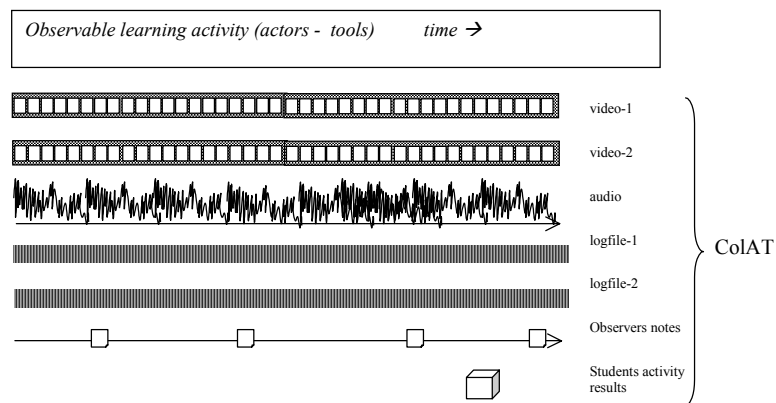 Observable learning activity (actors - tools) time →
video-1
video-2
audio
logfile-1
logfile-2
Observers notes
Students activity
results
ColAT